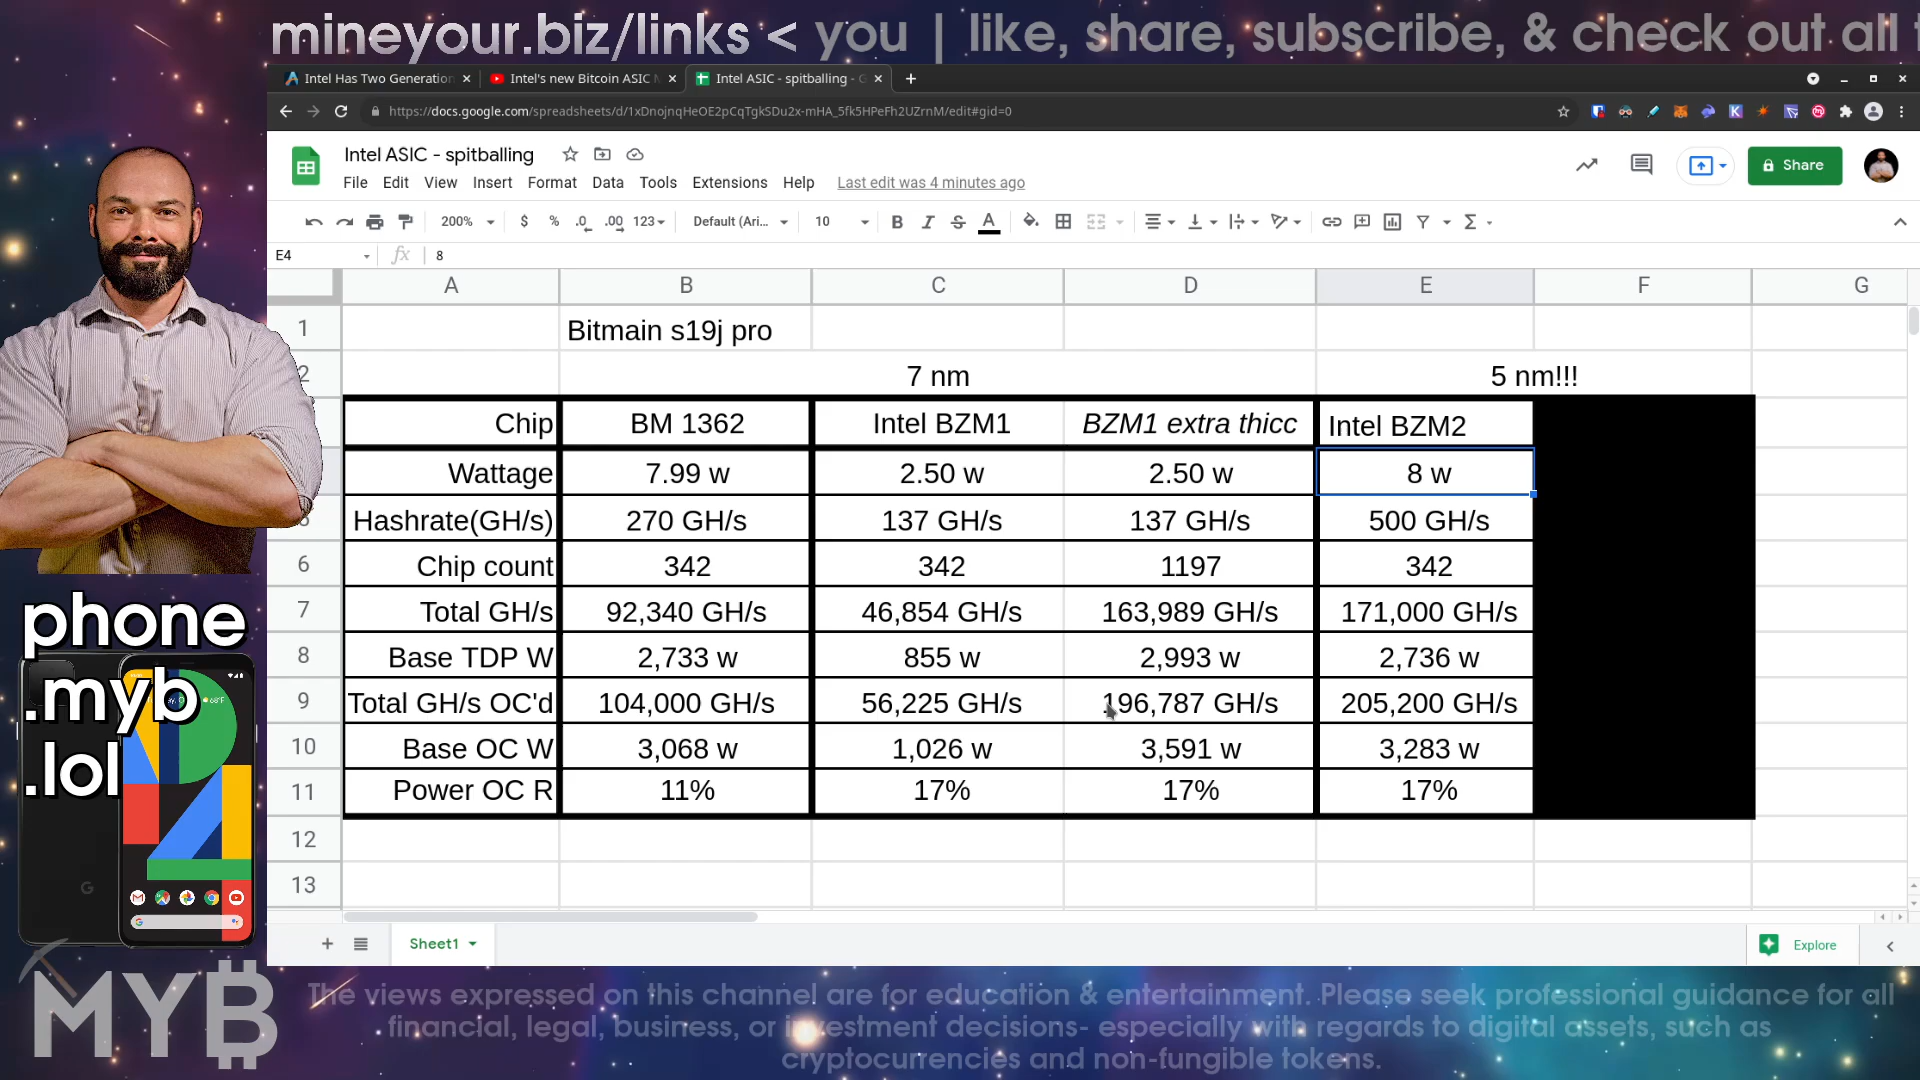 mineyour.biz/links < you | like, share, subscribe, & check out all
Intel Has Two Generation
Intel's new Bitcoin ASIC
Intel ASIC - spitballing - G
https://docs.google.com/spreadsheets/d/1xDnojnqHeOE2pCqTgkSDu2x-mHA_5fk5HPeFh2UZrnM/edit#gid=0
Intel ASIC - spitballing
File Edit View Insert Format Data Tools Extensions Help Last edit was 4 minutes ago
Share
200% $ % .0 .00 123 Default (Ari... 10 B I S A
E4 fx 8
A B C D E F G
1 Bitmain s19j pro
2 7 nm 5 nm!!!
Chip BM 1362 Intel BZM1 BZM1 extra thicc Intel BZM2
Wattage 7.99 w 2.50 w 2.50 w 8 w
Hashrate(GH/s) 270 GH/s 137 GH/s 137 GH/s 500 GH/s
6 Chip count 342 342 1197 342
7 Total GH/s 92,340 GH/s 46,854 GH/s 163,989 GH/s 171,000 GH/s
8 Base TDP W 2,733 w 855 w 2,993 w 2,736 w
9 Total GH/s OC'd 104,000 GH/s 56,225 GH/s 196,787 GH/s 205,200 GH/s
10 Base OC W 3,068 w 1,026 w 3,591 w 3,283 w
11 Power OC R 11% 17% 17% 17%
12
13
Sheet1
Explore
phone
.myb
.lol
MYB
The views expressed on this channel are for education & entertainment. Please seek professional guidance for all
financial, legal, business, or investment decisions- especially with regards to digital assets, such as
cryptocurrencies and non-fungible tokens.